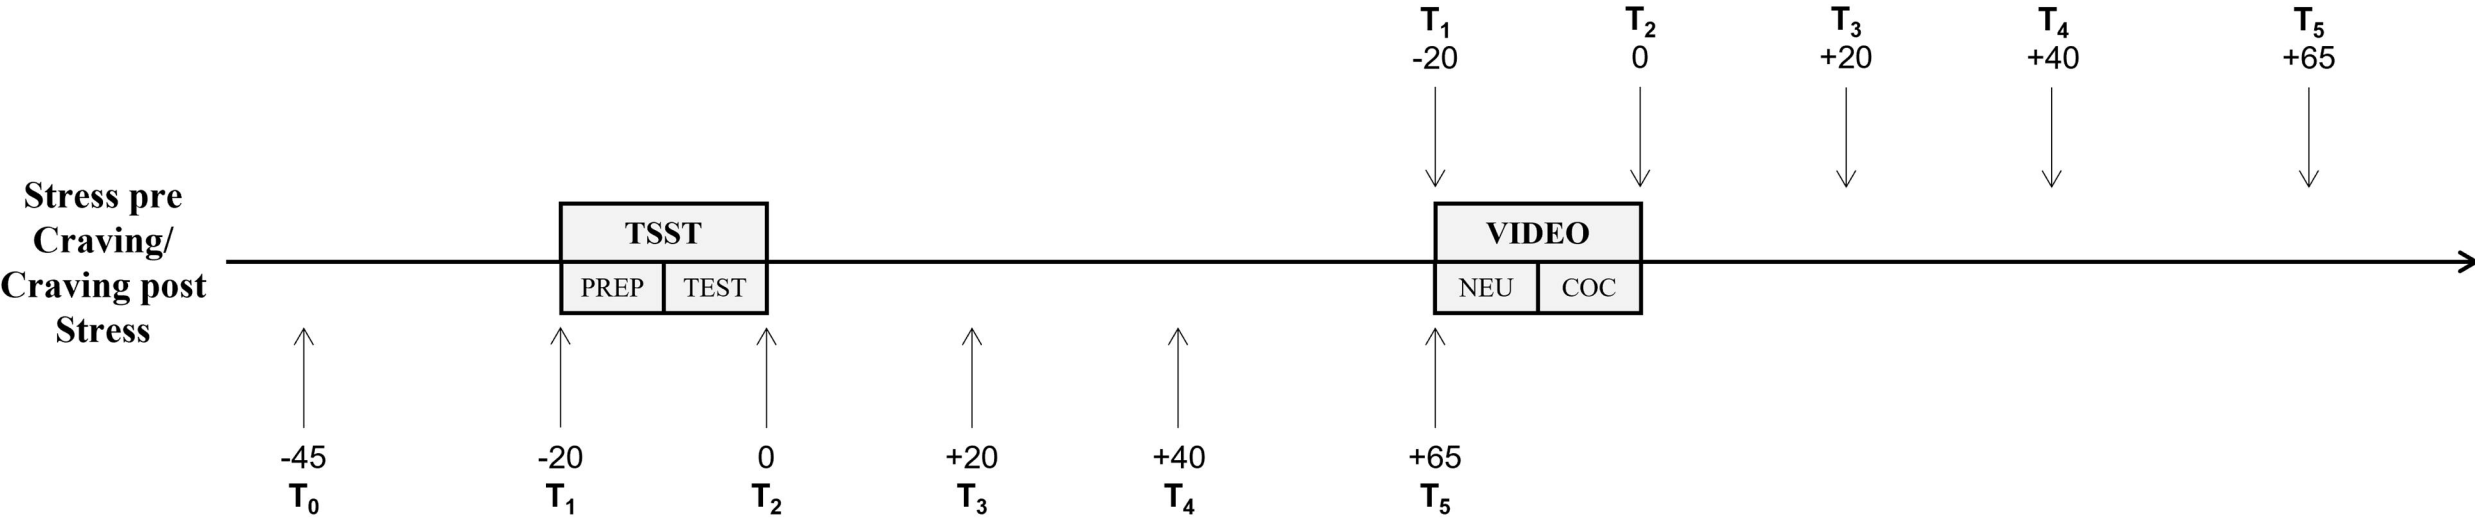 T1 T2 T3 T4 T5
-20 0 +20 +40 +65
Stress pre
Craving/
Craving post
Stress
TSST VIDEO
PREP TEST NEU COC
-45 -20 0 +20 +40 +65
T0 T1 T2 T3 T4 T5